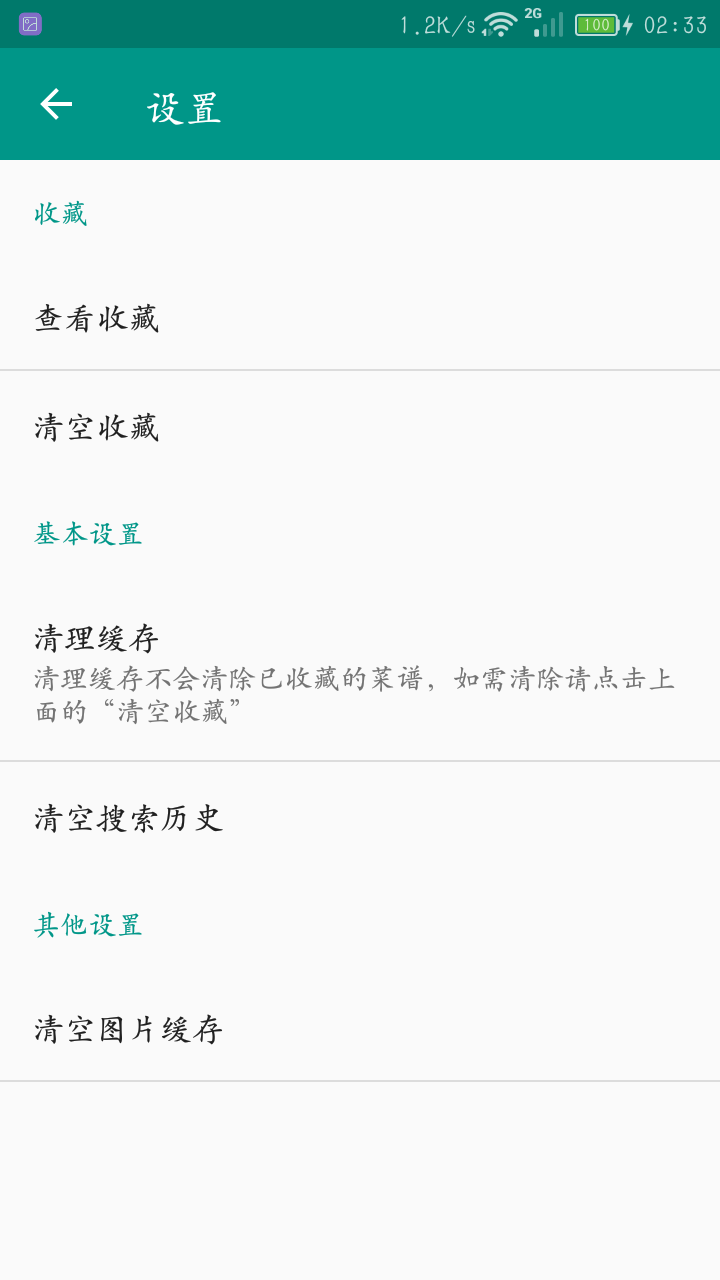 1.2K/s 2G 100 02:33
设置
收藏
查看收藏
清空收藏
基本设置
清理缓存
清理缓存不会清除已收藏的菜谱，如需清除请点击上
面的“清空收藏”
清空搜索历史
其他设置
清空图片缓存